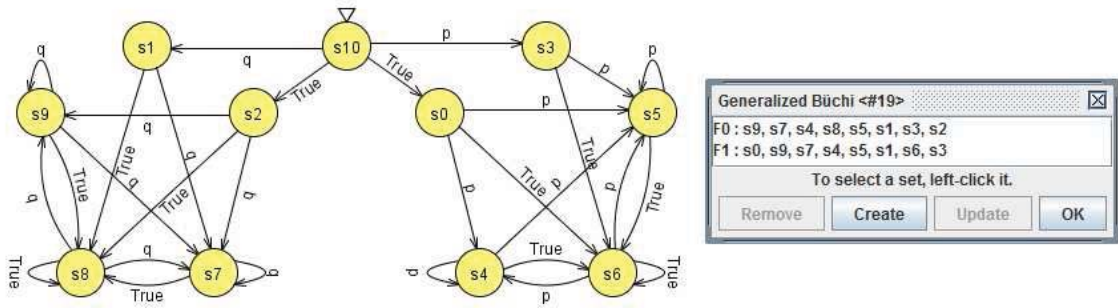 s1
s10
s3
q
p
q
True
True
p
p
s9
s2
s0
s5
q
p
True
q
True
q
True
q
p
True
p
True
p
True
q
s8
s7
s4
s6
q
True
True
q
p
True
p
True
Generalized Büchi <#19>
F0 : s9, s7, s4, s8, s5, s1, s3, s2
F1 : s0, s9, s7, s4, s5, s1, s6, s3
To select a set, left-click it.
Remove Create Update OK